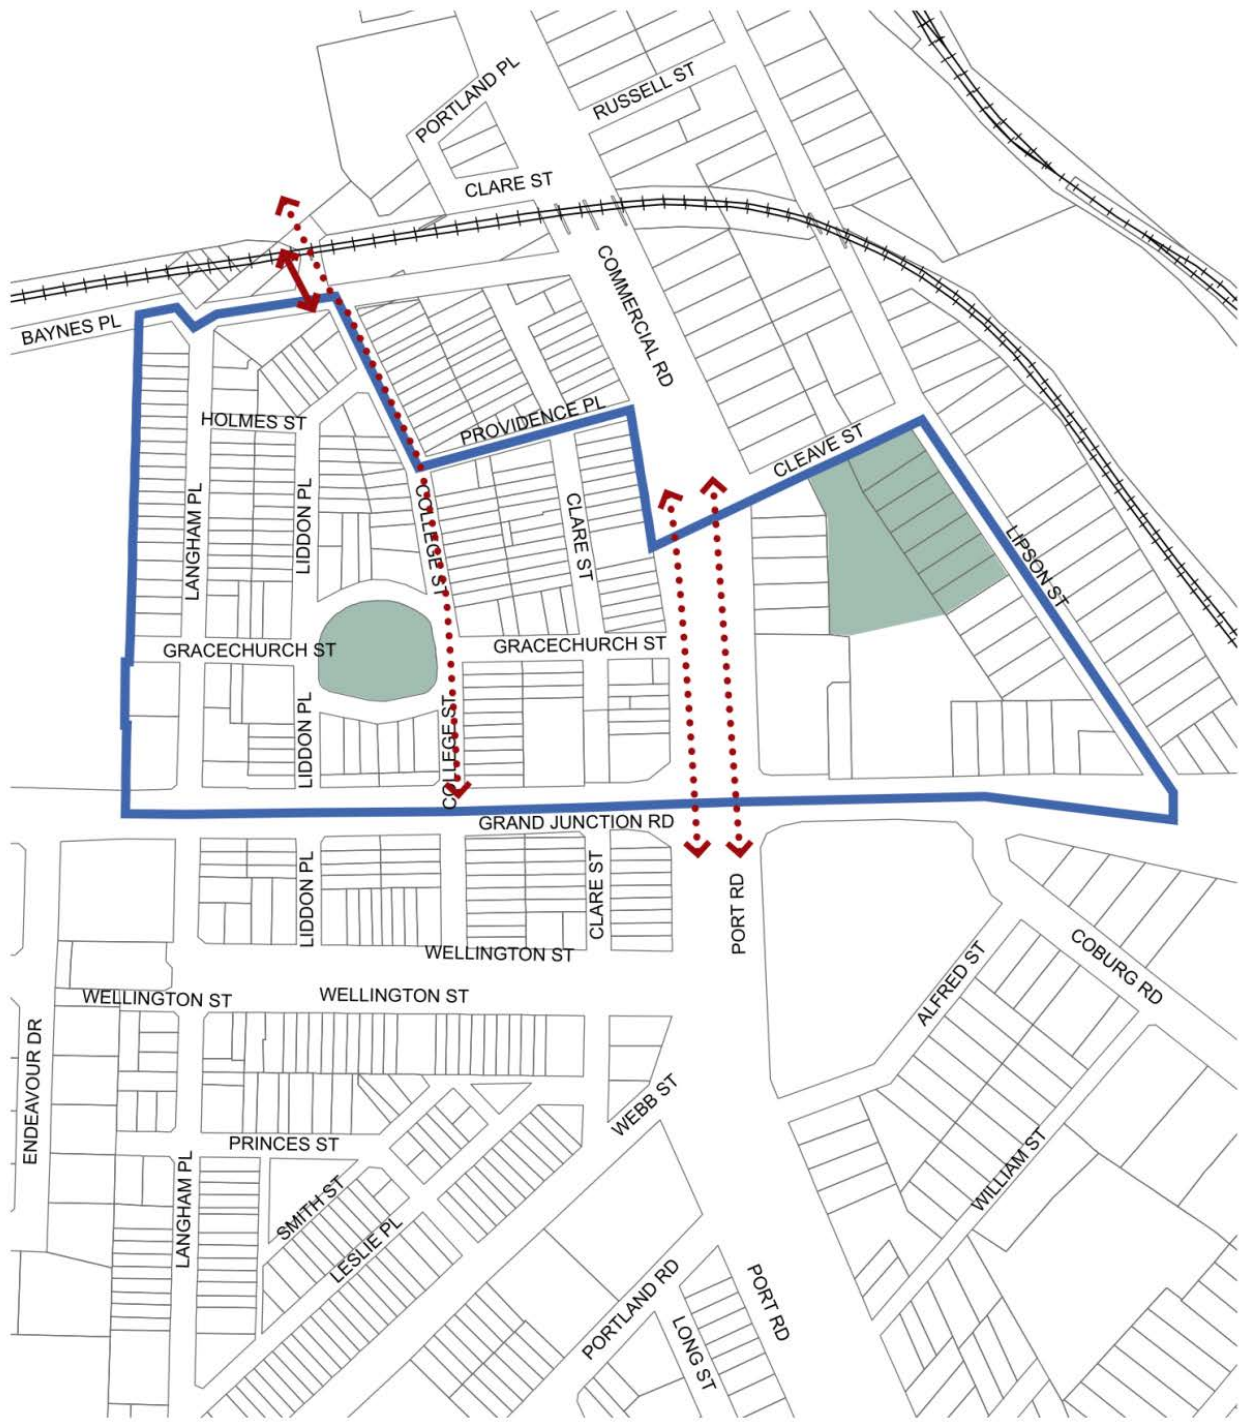 PORTLAND PL
RUSSELL ST
CLARE ST
COMMERCIAL RD
BAYNES PL
HOLMES ST
PROVIDENCE PL
CLEAVE ST
LANGHAM PL
LIDDON PL
COLLEGE ST
CLARE ST
LIPSON ST
GRACECHURCH ST
GRACECHURCH ST
LIDDON PL
COLLEGE ST
GRAND JUNCTION RD
LIDDON PL
CLARE ST
PORT RD
WELLINGTON ST
ALFRED ST
COBURG RD
WELLINGTON ST
WELLINGTON ST
ENDEAVOUR DR
WEBB ST
PRINCES ST
WILLIAM ST
LANGHAM PL
SMITH ST
LESLIE PL
PORTLAND RD
PORT RD
LONG ST